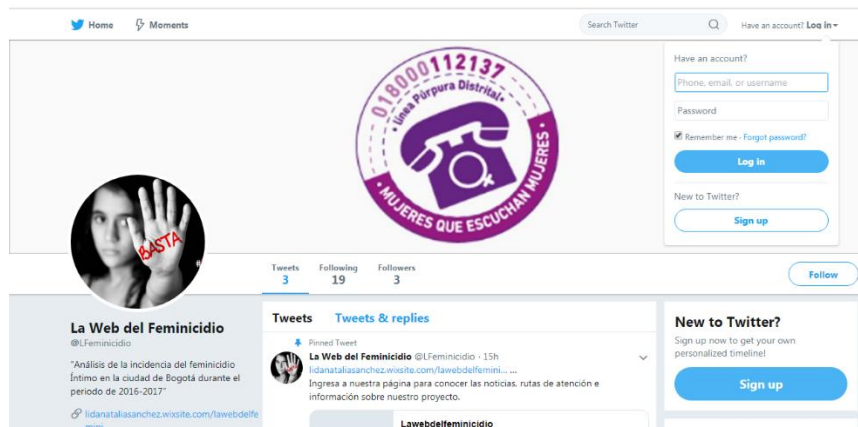 Home
Moments
Search Twitter
Have an account? Log in
018000112137
• Línea Púrpura Distrital •
• MUJERES QUE ESCUCHAN MUJERES •
Have an account?
Phone, email, or username
Password
Remember me · Forgot password?
Log in
New to Twitter?
Sign up
BASTA
#
Tweets
3
Following
19
Followers
3
Follow
La Web del Feminicidio
@LFeminicidio
"Análisis de la incidencia del feminicidio
Íntimo en la ciudad de Bogotá durante el
periodo de 2016-2017"
lidanataliasanchez.wixsite.com/lawebdelfe
mini
Tweets
Tweets & replies
Pinned Tweet
La Web del Feminicidio @LFeminicidio · 15h
lidanataliasanchez.wixsite.com/lawebdelfemini... ...
Ingresa a nuestra página para conocer las noticias, rutas de atención e
información sobre nuestro proyecto.
Lawebdelfeminicidio
New to Twitter?
Sign up now to get your own
personalized timeline!
Sign up